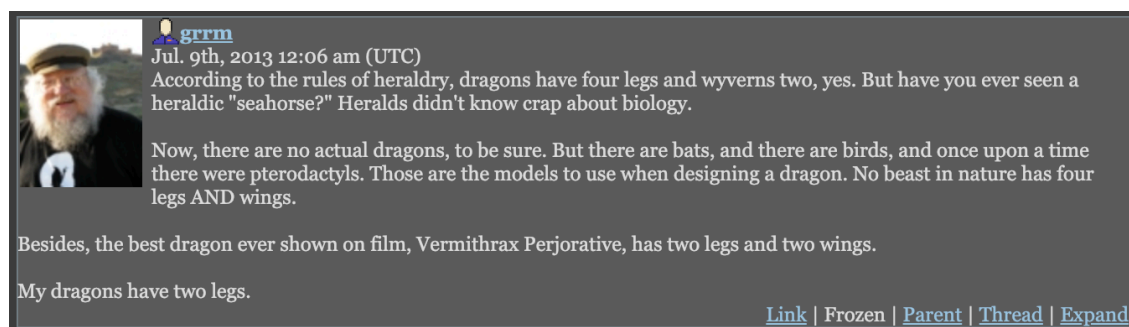 grrm
Jul. 9th, 2013 12:06 am (UTC)
According to the rules of heraldry, dragons have four legs and wyverns two, yes. But have you ever seen a
heraldic "seahorse?" Heralds didn't know crap about biology.
Now, there are no actual dragons, to be sure. But there are bats, and there are birds, and once upon a time
there were pterodactyls. Those are the models to use when designing a dragon. No beast in nature has four
legs AND wings.
Besides, the best dragon ever shown on film, Vermithrax Perjorative, has two legs and two wings.
My dragons have two legs.
Link | Frozen | Parent | Thread | Expand